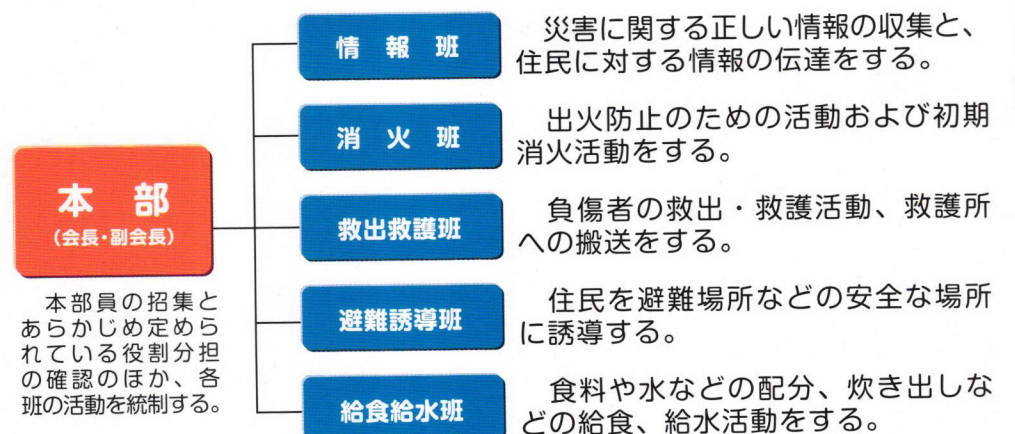 本部
(会長・副会長)
本部員の招集と
あらかじめ定めら
れている役割分担
の確認のほか、各
班の活動を統制する。
情報班
災害に関する正しい情報の収集と、
住民に対する情報の伝達をする。
消火班
出火防止のための活動および初期
消火活動をする。
救出救護班
負傷者の救出・救護活動、救護所
への搬送をする。
避難誘導班
住民を避難場所などの安全な場所
に誘導する。
給食給水班
食料や水などの配分、炊き出しな
どの給食、給水活動をする。